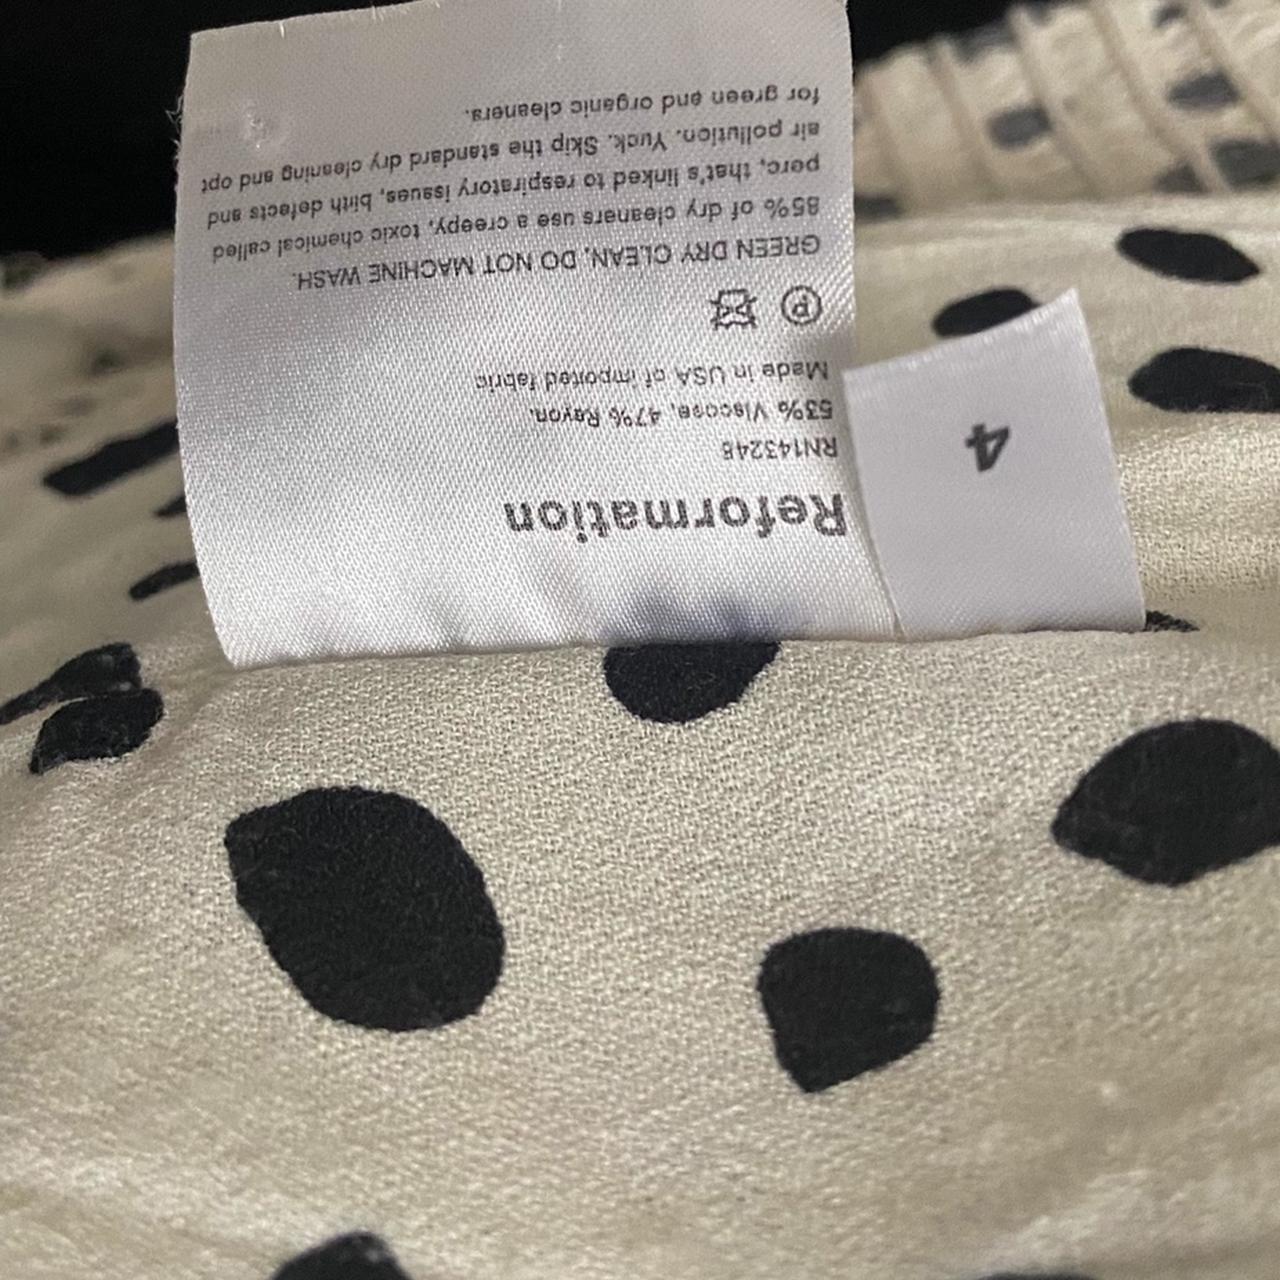 Reformation
RN143248
53% Viscose, 47% Rayon.
Made in USA of imported fabric
P
GREEN DRY CLEAN, DO NOT MACHINE WASH.
85% of dry cleaners use a creepy, toxic chemical called
perc, that's linked to respiratory issues, birth defects and
air pollution. Yuck. Skip the standard dry cleaning and opt
for green and organic cleaners.
4